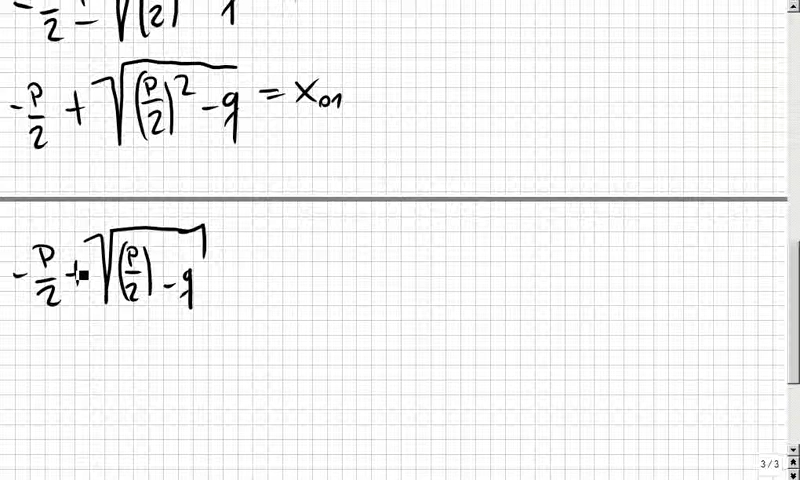 -p/2 + √((p/2)² - q) = x₀₁
-p/2 + √((p/2) - q)
3/3